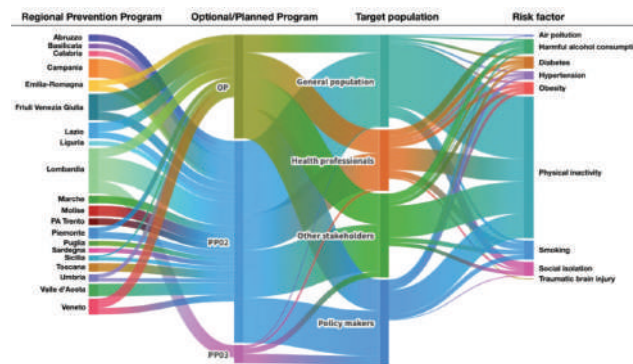 Regional Prevention Program
Optional/Planned Program
Target population
Risk factor
Abruzzo
Basilicata
Calabria
Campania
Emilia-Romagna
Friuli Venezia Giulia
Lazio
Liguria
Lombardia
Marche
Molise
PA Trento
Piemonte
Puglia
Sardegna
Sicilia
Toscana
Umbria
Valle d'Aosta
Veneto
OP
PP02
PP03
General population
Health professionals
Other stakeholders
Policy makers
Air pollution
Harmful alcohol consumpti
Diabetes
Hypertension
Obesity
Physical inactivity
Smoking
Social isolation
Traumatic brain injury